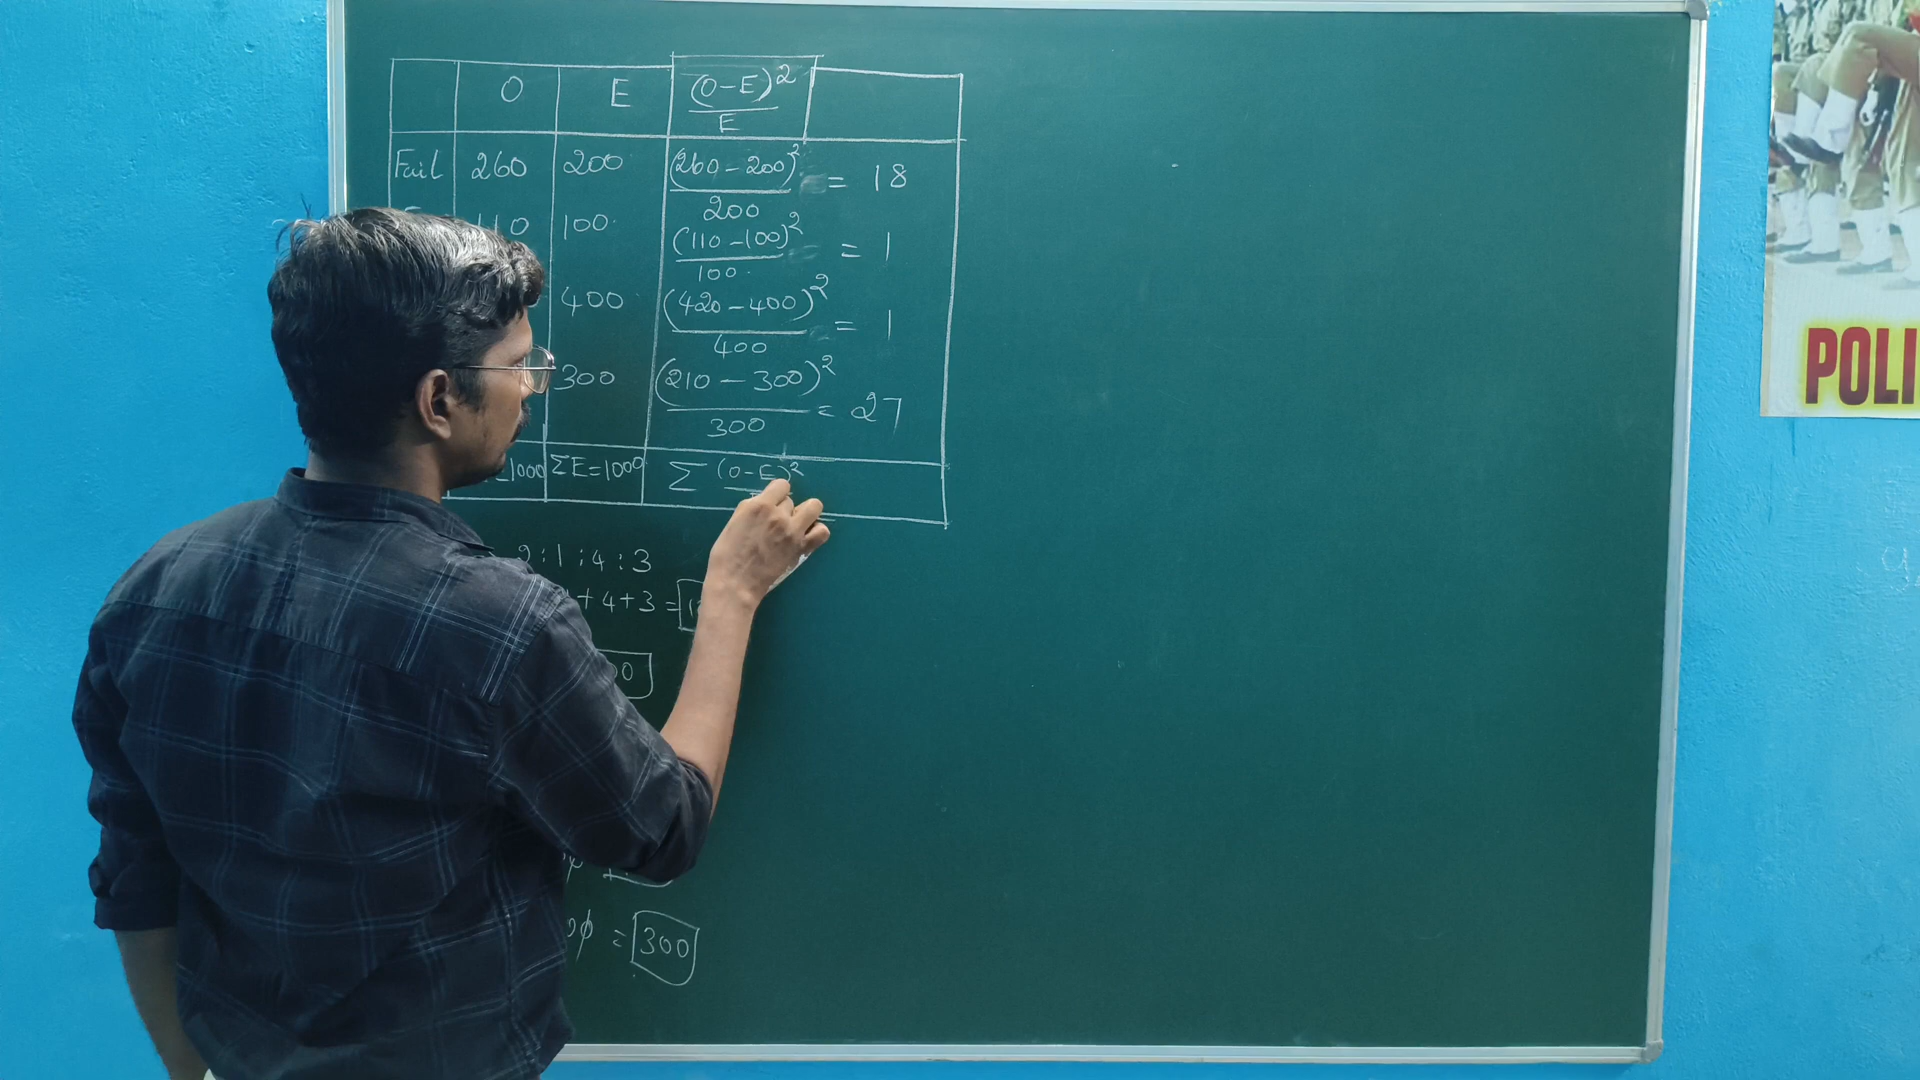 O E (O-E)²/E
Fail 260 200 (260-200)²/200 = 18
110 100 (110-100)²/100 = 1
400 (420-400)²/400 = 1
300 (210-300)²/300 = 27
=1000 ΣE=1000 Σ (O-E)²
2:1:4:3
+4+3 =
00
= 300
POLI